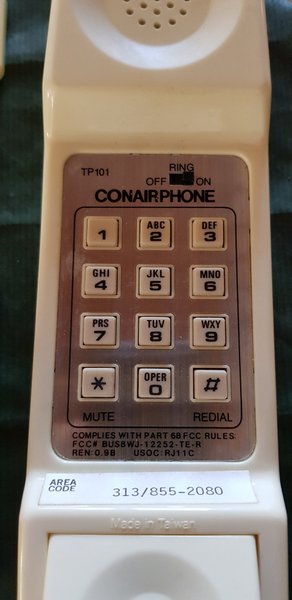 TP101
RING
OFF ON
CONAIRPHONE
1 ABC 2 DEF 3
GHI 4 JKL 5 MNO 6
PRS 7 TUV 8 WXY 9
* OPER 0 #
MUTE REDIAL
COMPLIES WITH PART 68 FCC RULES:
FCC# BUS8WJ-12252-TE-R
REN: 0.9B USOC: RJ11C
AREA CODE 313/855-2080
Made in Taiwan